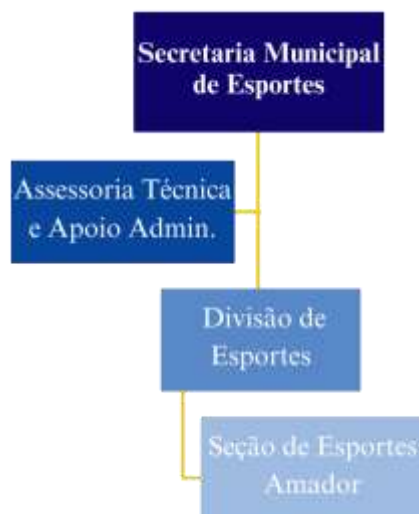 Secretaria Municipal
de Esportes
Assessoria Técnica
e Apoio Admin.
Divisão de
Esportes
Seção de Esportes
Amador